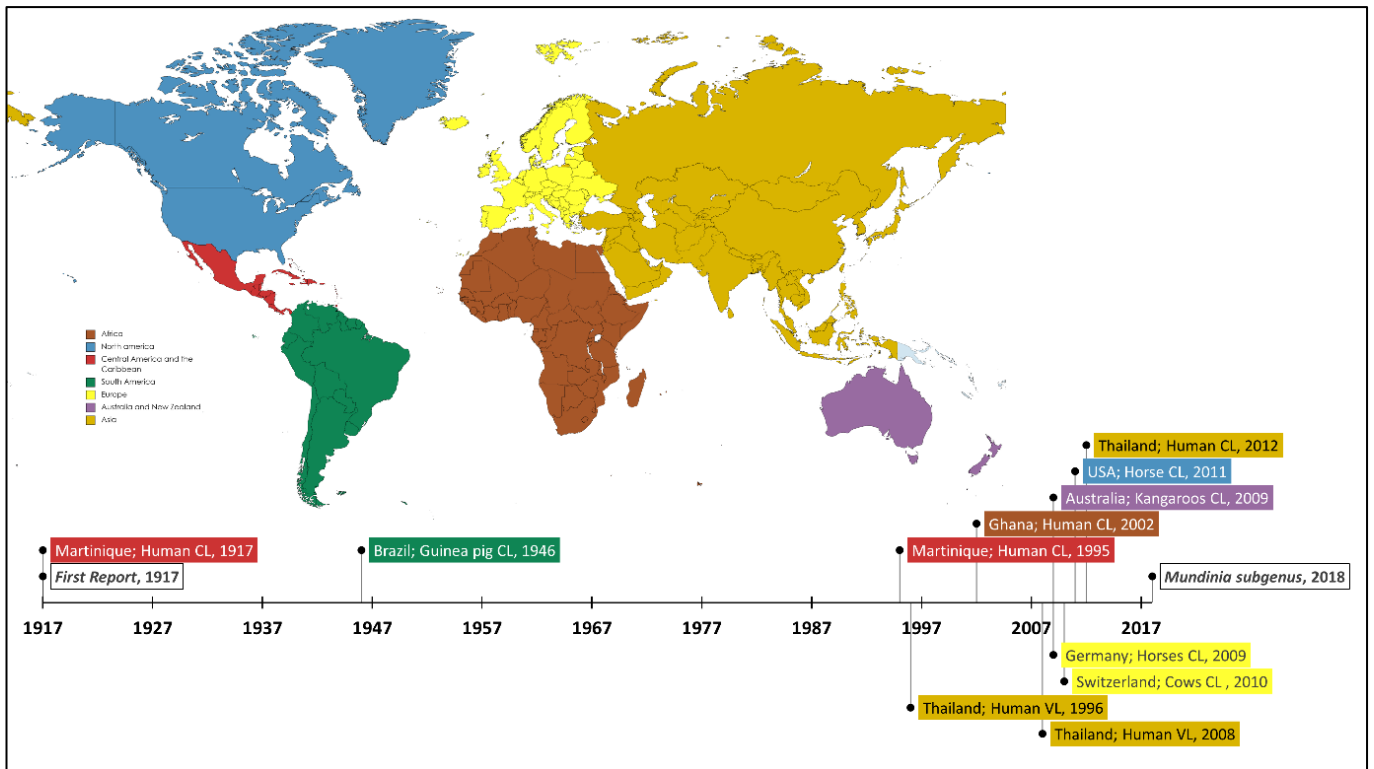 Africa
North america
Central America and the
Caribbean
South America
Europe
Australia and New Zealand
Asia
Thailand; Human CL, 2012
USA; Horse CL, 2011
Australia; Kangaroos CL, 2009
Ghana; Human CL, 2002
Martinique; Human CL, 1917
Brazil; Guinea pig CL, 1946
Martinique; Human CL, 1995
First Report, 1917
Mundinia subgenus, 2018
1917 1927 1937 1947 1957 1967 1977 1987 1997 2007 2017
Germany; Horses CL, 2009
Switzerland; Cows CL , 2010
Thailand; Human VL, 1996
Thailand; Human VL, 2008